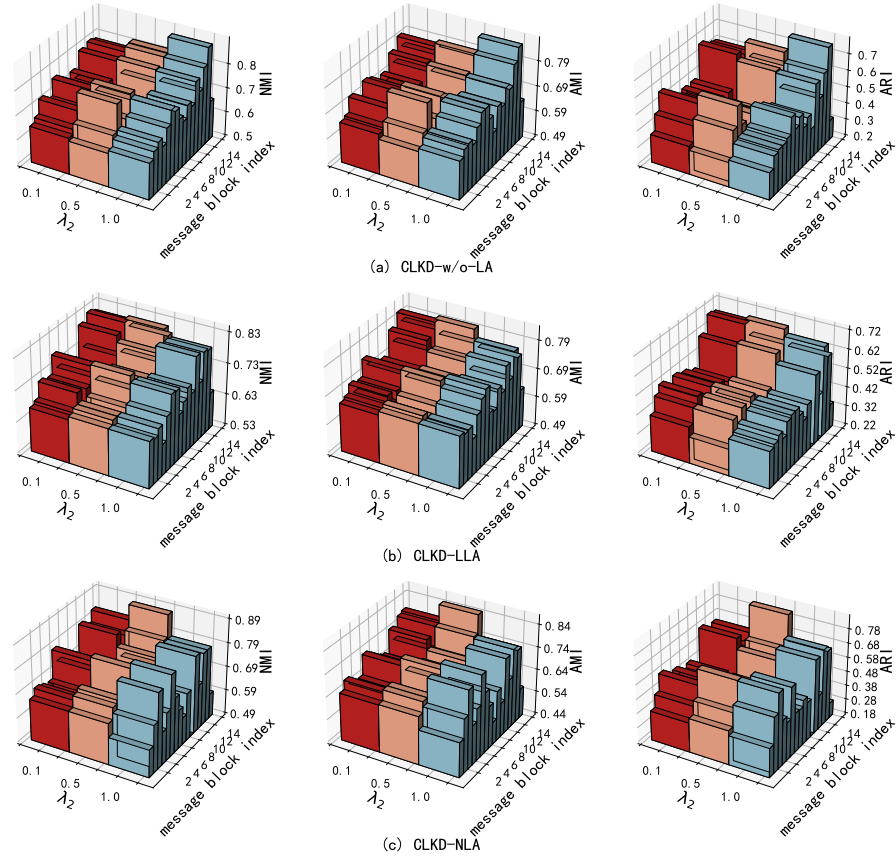 0.8
0.7
0.6
0.5
NMI
0.1
0.5
1.0
λ2
2 4 6 8 10 12 14
message block index
0.79
0.69
0.59
0.49
AMI
0.1
0.5
1.0
λ2
2 4 6 8 10 12 14
message block index
0.7
0.6
0.5
0.4
0.3
0.2
ARI
0.1
0.5
1.0
λ2
2 4 6 8 10 12 14
message block index
(a) CLKD-w/o-LA
0.83
0.73
0.63
0.53
NMI
0.1
0.5
1.0
λ2
2 4 6 8 10 12 14
message block index
0.79
0.69
0.59
0.49
AMI
0.1
0.5
1.0
λ2
2 4 6 8 10 12 14
message block index
0.72
0.62
0.52
0.42
0.32
0.22
ARI
0.1
0.5
1.0
λ2
2 4 6 8 10 12 14
message block index
(b) CLKD-LLA
0.89
0.79
0.69
0.59
0.49
NMI
0.1
0.5
1.0
λ2
2 4 6 8 10 12 14
message block index
0.84
0.74
0.64
0.54
0.44
AMI
0.1
0.5
1.0
λ2
2 4 6 8 10 12 14
message block index
0.78
0.68
0.58
0.48
0.38
0.28
0.18
ARI
0.1
0.5
1.0
λ2
2 4 6 8 10 12 14
message block index
(c) CLKD-NLA